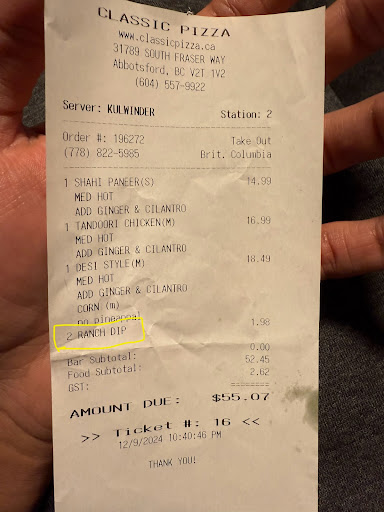 CLASSIC PIZZA
www.classicpizza.ca
31789 SOUTH FRASER WAY
Abbotsford, BC V2T 1V2
(604) 557-9922
Server: KULWINDER Station: 2
Order #: 196272 Take Out
(778) 822-5985 Brit. Columbia
1 SHAHI PANEER(S) 14.99
MED HOT
ADD GINGER & CILANTRO
1 TANDOORI CHICKEN(M) 16.99
MED HOT
ADD GINGER & CILANTRO
1 DESI STYLE(M) 18.49
MED HOT
ADD GINGER & CILANTRO
CORN (m)
no pineappl
2 RANCH DIP 1.98
Bar Subtotal: 0.00
Food Subtotal: 52.45
GST: 2.62
=======
AMOUNT DUE: $55.07
>> Ticket #: 16 <<
12/9/2024 10:40:46 PM
THANK YOU!